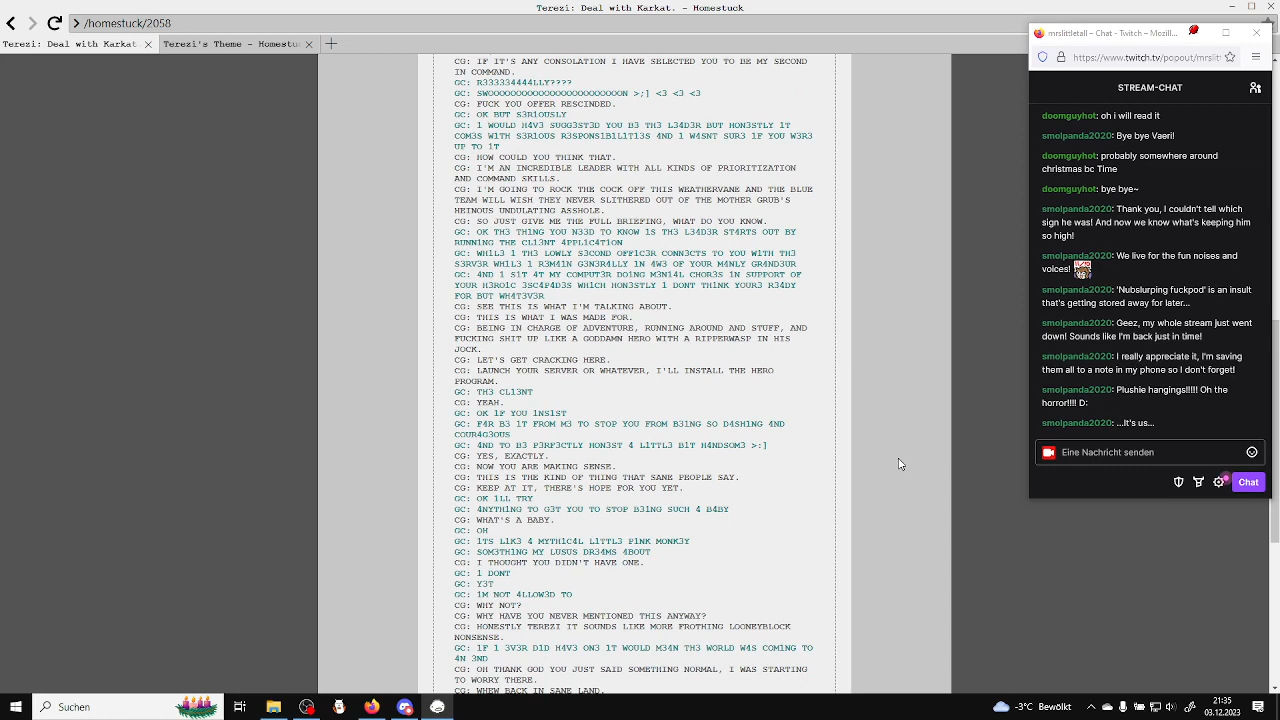 Terezi: Deal with Karkat. - Homestuck
/homestuck/2058
Terezi: Deal with Karkat
Terezi's Theme - Homestuc
CG: IF IT'S ANY CONSOLATION I HAVE SELECTED YOU TO BE MY SECOND
IN COMMAND.
GC: R333334444LLY????
GC: SWOOOOOOOOOOOOOOOOOOOOOOOON >;] <3 <3 <3
CG: FUCK YOU OFFER RESCINDED.
GC: OK BUT S3R1OUSLY
GC: 1 WOULD H4V3 SUGG3ST3D YOU B3 TH3 L34D3R BUT HON3STLY 1T
COM3S W1TH S3R1OUS R3SPONS1B1L1T13S 4ND 1 W4SNT SUR3 1F YOU W3R3
UP TO 1T
CG: HOW COULD YOU THINK THAT.
CG: I'M AN INCREDIBLE LEADER WITH ALL KINDS OF PRIORITIZATION
AND COMMAND SKILLS.
CG: I'M GOING TO ROCK THE COCK OFF THIS WEATHERVANE AND THE BLUE
TEAM WILL WISH THEY NEVER SLITHERED OUT OF THE MOTHER GRUB'S
HEINOUS UNDULATING ASSHOLE.
CG: SO JUST GIVE ME THE FULL BRIEFING, WHAT DO YOU KNOW.
GC: OK TH3 TH1NG YOU N33D TO KNOW 1S TH3 L34D3R ST4RTS OUT BY
RUNN1NG THE CL13NT 4PPL1C4T1ON
GC: WH1L3 1 TH3 LOWLY S3COND OFF1C3R CONN3CTS TO YOU W1TH TH3
S3RV3R WH1L3 1 R3M41N G3N3R4LLY 1N 4W3 OF YOUR M4NLY GR4ND3UR
GC: 4ND 1 S1T 4T MY COMPUT3R DO1NG M3N14L CHOR3S 1N SUPPORT OF
YOUR H3RO1C 3SC4P4D3S WH1CH HON3STLY 1 DONT TH1NK YOUR3 R34DY
FOR BUT WH4T3V3R
CG: SEE THIS IS WHAT I'M TALKING ABOUT.
CG: THIS IS WHAT I WAS MADE FOR.
CG: BEING IN CHARGE OF ADVENTURE, RUNNING AROUND AND STUFF, AND
FUCKING SHIT UP LIKE A GODDAMN HERO WITH A RIPPERWASP IN HIS
JOCK.
CG: LET'S GET CRACKING HERE.
CG: LAUNCH YOUR SERVER OR WHATEVER, I'LL INSTALL THE HERO
PROGRAM.
GC: TH3 CL13NT
CG: YEAH.
GC: OK 1F YOU 1NS1ST
GC: F4R B3 1T FROM M3 TO STOP YOU FROM B31NG SO D4SH1NG 4ND
COUR4G3OUS
GC: 4ND TO B3 P3RF3CTLY HON3ST 4 L1TTL3 B1T H4NDSOM3 >:]
CG: YES, EXACTLY.
CG: NOW YOU ARE MAKING SENSE.
CG: THIS IS THE KIND OF THING THAT SANE PEOPLE SAY.
CG: KEEP AT IT, THERE'S HOPE FOR YOU YET.
GC: OK 1LL TRY
GC: 4NYTH1NG TO G3T YOU TO STOP B31NG SUCH 4 B4BY
CG: WHAT'S A BABY.
GC: OH
GC: 1TS L1K3 4 MYTH1C4L L1TTL3 P1NK MONK3Y
GC: SOM3TH1NG MY LUSUS DR34MS 4BOUT
CG: I THOUGHT YOU DIDN'T HAVE ONE.
GC: 1 DONT
GC: Y3T
GC: 1M NOT 4LLOW3D TO
CG: WHY NOT?
CG: WHY HAVE YOU NEVER MENTIONED THIS ANYWAY?
CG: HONESTLY TEREZI IT SOUNDS LIKE MORE FROTHING LOONEYBLOCK
NONSENSE.
GC: 1F 1 3V3R D1D H4V3 ON3 1T WOULD M34N TH3 WORLD W4S COM1NG TO
4N 3ND
CG: OH THANK GOD YOU JUST SAID SOMETHING NORMAL, I WAS STARTING
TO WORRY THERE.
CG: WHEW BACK IN SANE LAND.
mrslittletall – Chat - Twitch – Mozill...
https://www.twitch.tv/popout/mrslit
STREAM-CHAT
doomguyhot: oh i will read it
smolpanda2020: Bye bye Vaeri!
doomguyhot: probably somewhere around
christmas bc Time
doomguyhot: bye bye~
smolpanda2020: Thank you, I couldn't tell which
sign he was! And now we know what's keeping him
so high!
smolpanda2020: We live for the fun noises and
voices!
smolpanda2020: 'Nubslurping fuckpod' is an insult
that's getting stored away for later...
smolpanda2020: Geez, my whole stream just went
down! Sounds like I'm back just in time!
smolpanda2020: I really appreciate it, I'm saving
them all to a note in my phone so I don't forget!
smolpanda2020: Plushie hangings!!!! Oh the
horror!!!! D:
smolpanda2020: ...It's us...
Eine Nachricht senden
Chat
Suchen
-3°C Bewölkt
21:35
03.12.2023